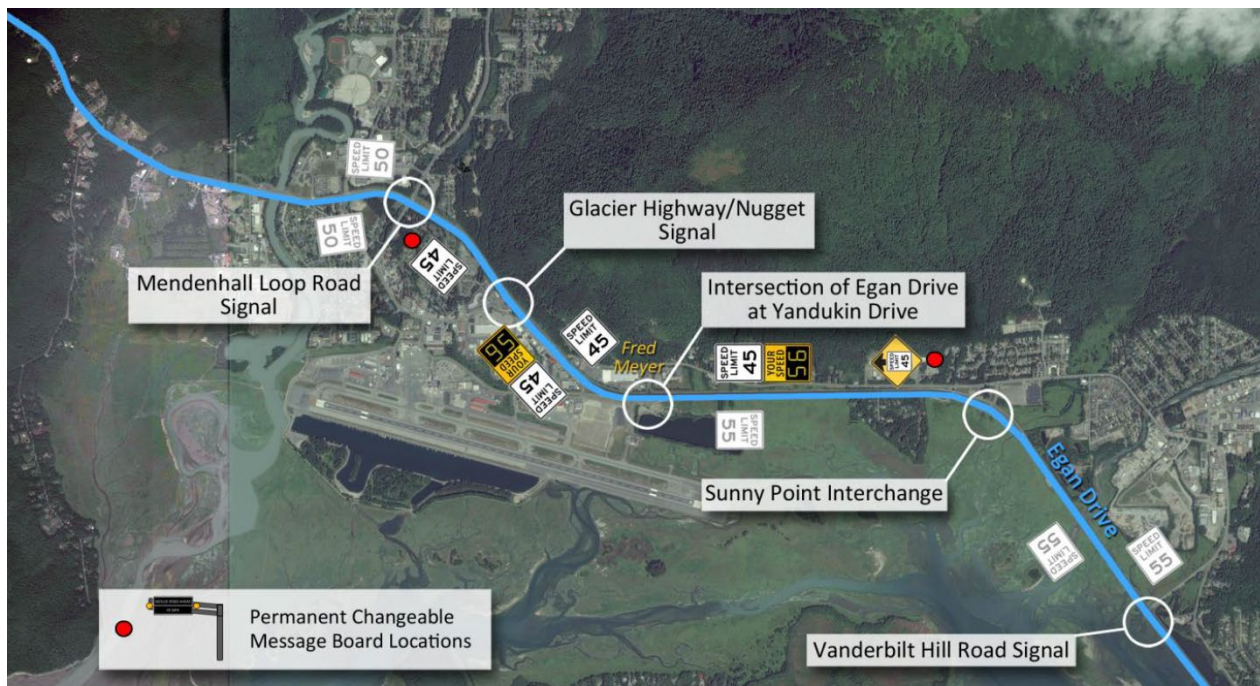 SPEED
LIMIT
50
SPEED
LIMIT
50
Mendenhall Loop Road
Signal
SPEED
LIMIT
45
Glacier Highway/Nugget
Signal
YOUR
SPEED
56
SPEED
LIMIT
45
SPEED
LIMIT
45
Fred
Meyer
Intersection of Egan Drive
at Yandukin Drive
SPEED
LIMIT
45
YOUR
SPEED
56
SPEED
LIMIT
45
SPEED
LIMIT
55
Sunny Point Interchange
Egan Drive
SPEED
LIMIT
55
SPEED
LIMIT
55
Vanderbilt Hill Road Signal
Permanent Changeable
Message Board Locations